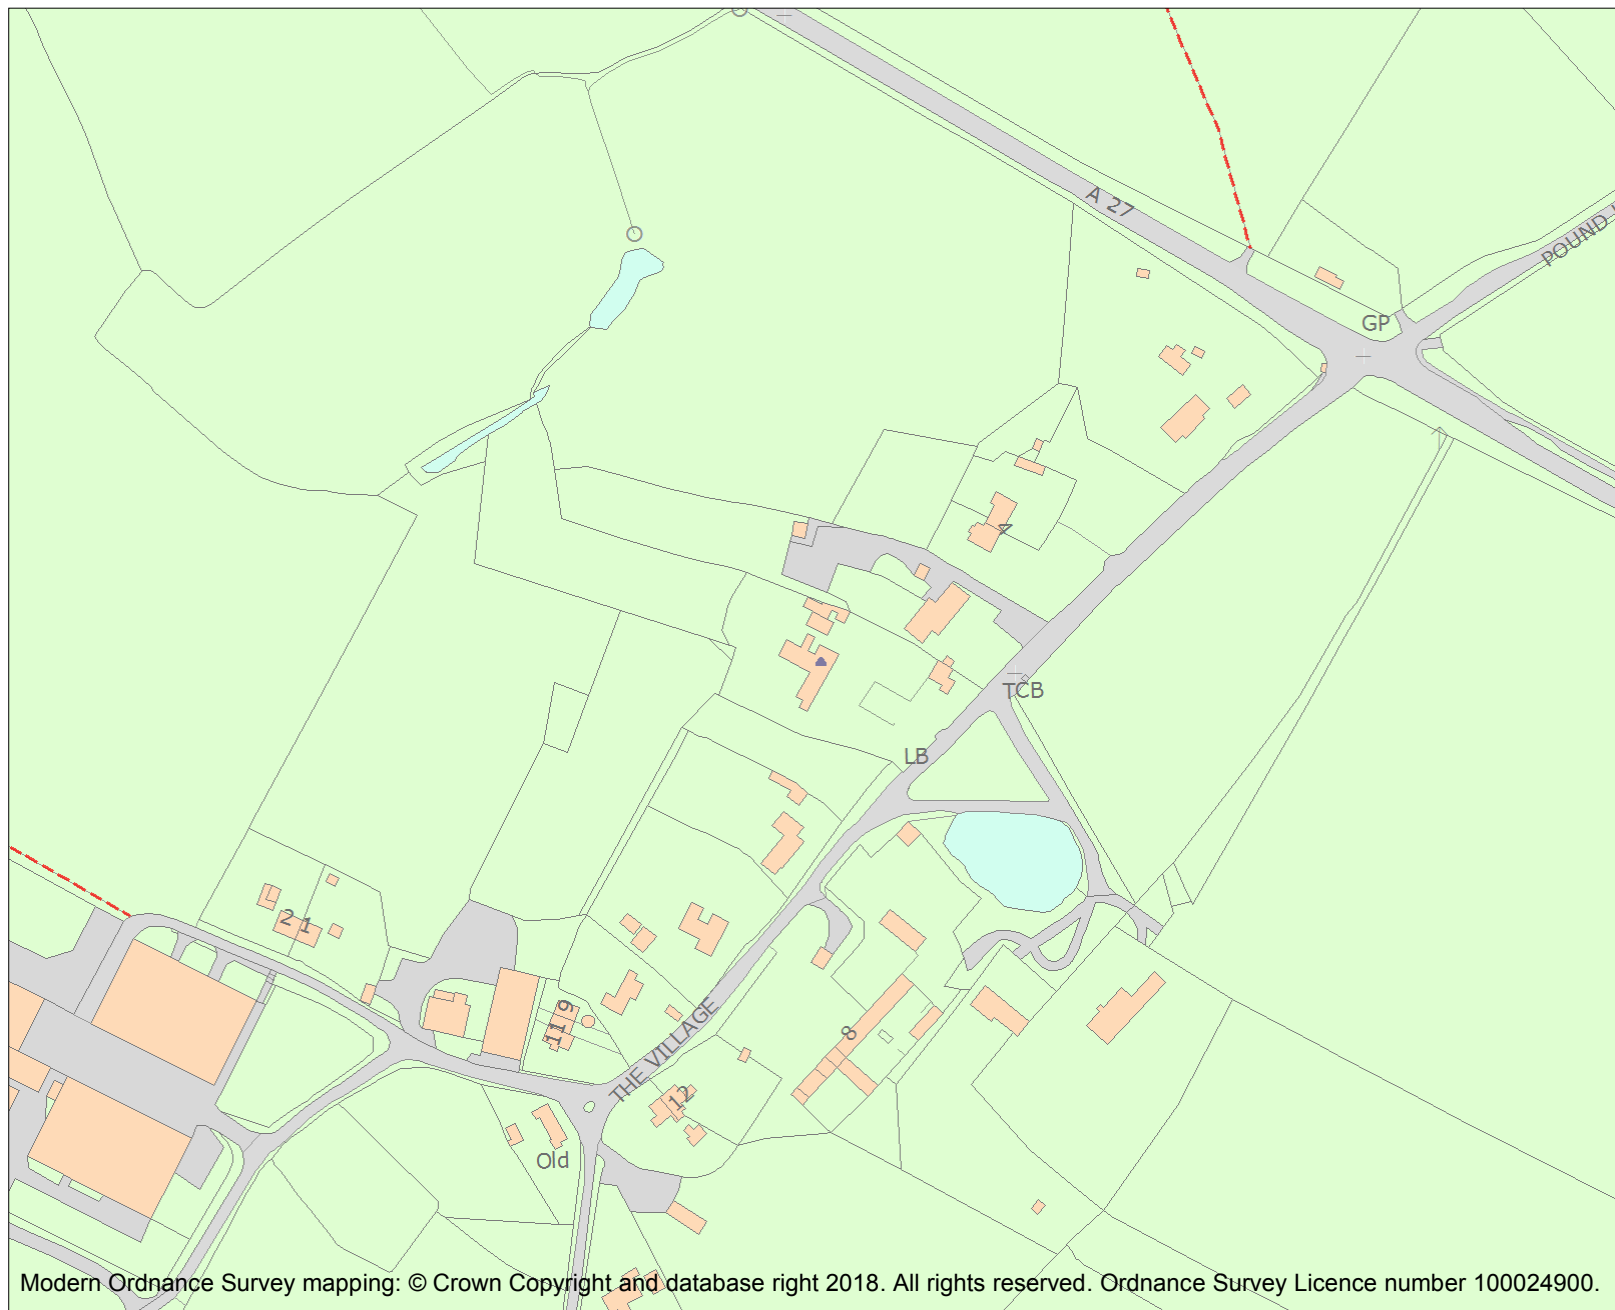 A 27
POUND
GP
4
TCB
LB
2 1
9
11
8
THE VILLAGE
12
Old
Modern Ordnance Survey mapping: © Crown Copyright and database right 2018. All rights reserved. Ordnance Survey Licence number 100024900.